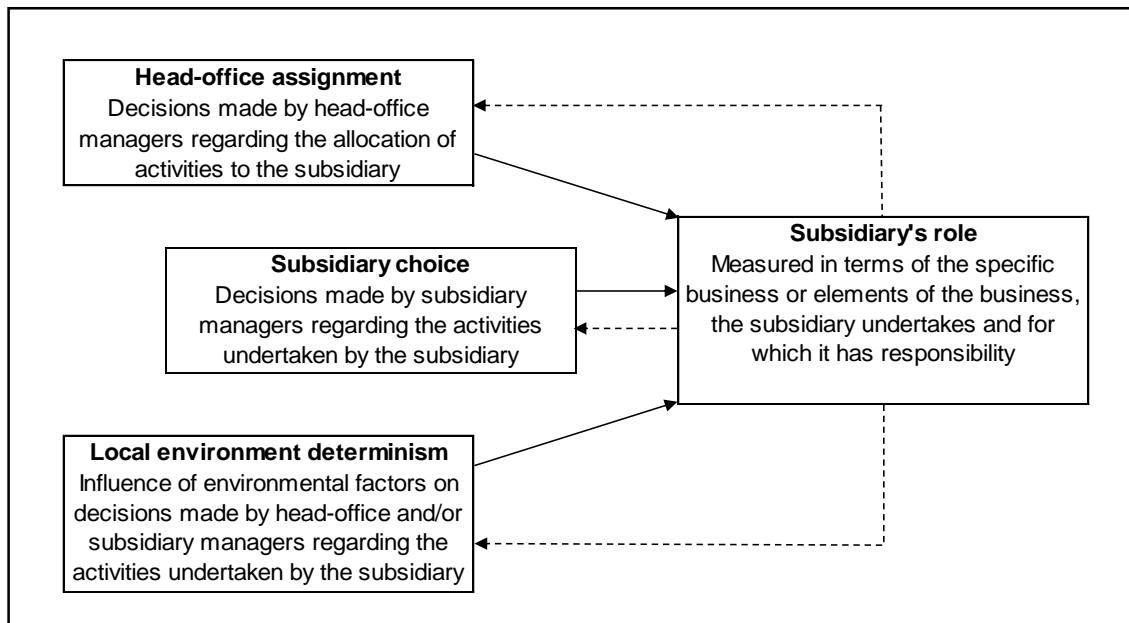 Head-office assignment
Decisions made by head-office
managers regarding the allocation of
activities to the subsidiary
Subsidiary choice
Decisions made by subsidiary
managers regarding the activities
undertaken by the subsidiary
Local environment determinism
Influence of environmental factors on
decisions made by head-office and/or
subsidiary managers regarding the
activities undertaken by the subsidiary
Subsidiary's role
Measured in terms of the specific
business or elements of the business,
the subsidiary undertakes and for
which it has responsibility